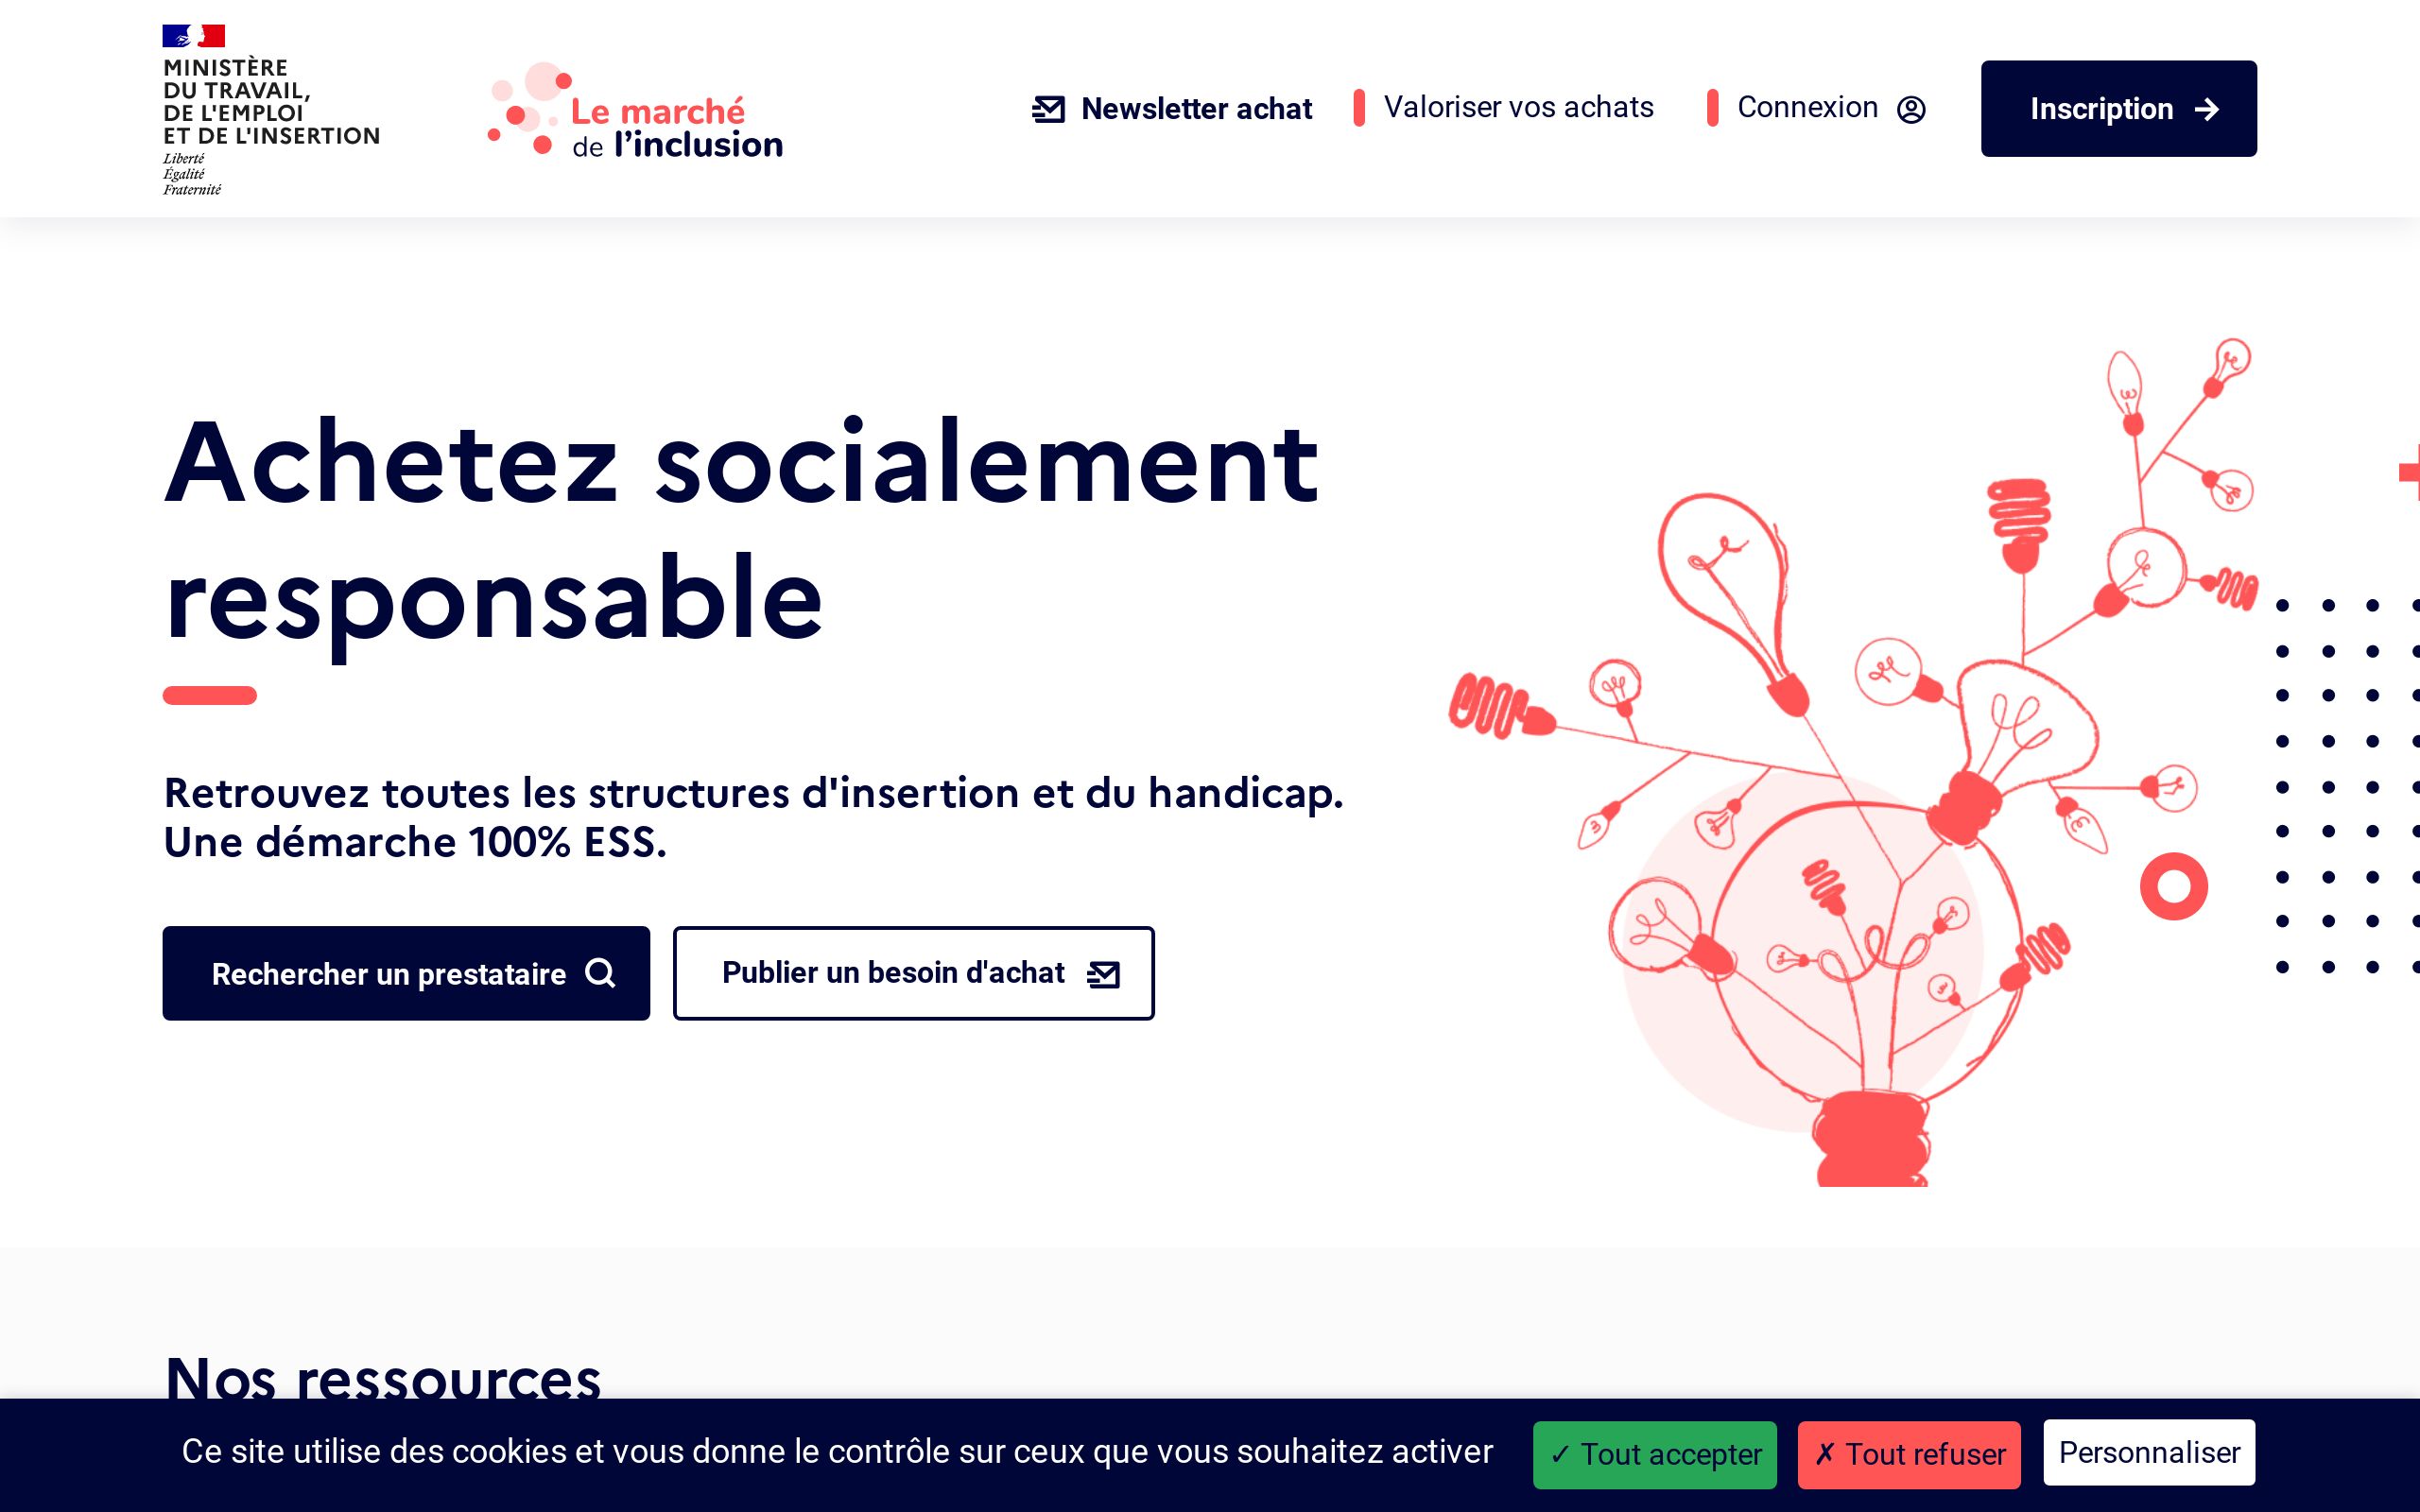 MINISTÈRE
DU TRAVAIL,
DE L'EMPLOI
ET DE L'INSERTION
Liberté
Égalité
Fraternité
Le marché
de l'inclusion
Newsletter achat
Valoriser vos achats
Connexion
Inscription
Achetez socialement
responsable
Retrouvez toutes les structures d'insertion et du handicap.
Une démarche 100% ESS.
Rechercher un prestataire
Publier un besoin d'achat
Nos ressources
Ce site utilise des cookies et vous donne le contrôle sur ceux que vous souhaitez activer
✓ Tout accepter
✗ Tout refuser
Personnaliser